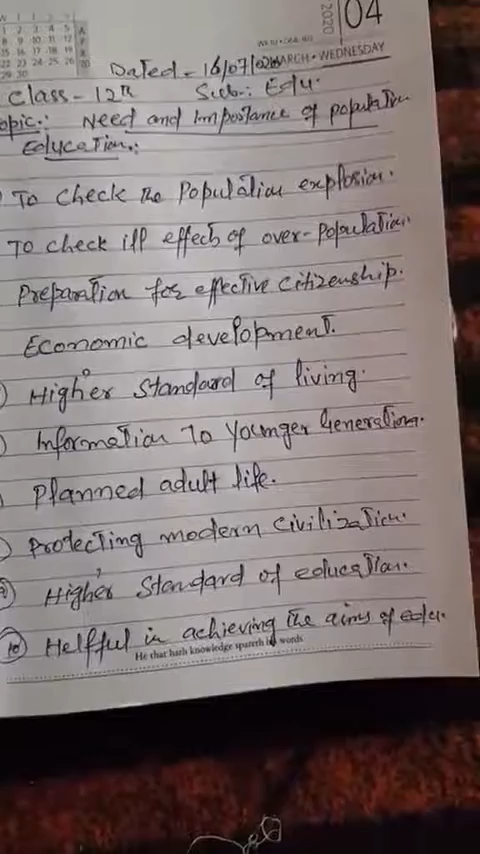 04
2020
MARCH • WEDNESDAY
Dated - 16/07/
Class - 12th Sub: Edu.
opic: Need and Importance of population
Education:
To check the Population explosion.
To check ill effects of over-Population.
Preparation for effective citizenship.
Economic development.
Higher Standard of living.
Information to younger Generation.
Planned adult life.
Protecting modern Civilization.
Higher Standard of education.
10 Helpful in achieving the aims of edu.
He that hath knowledge spareth his words